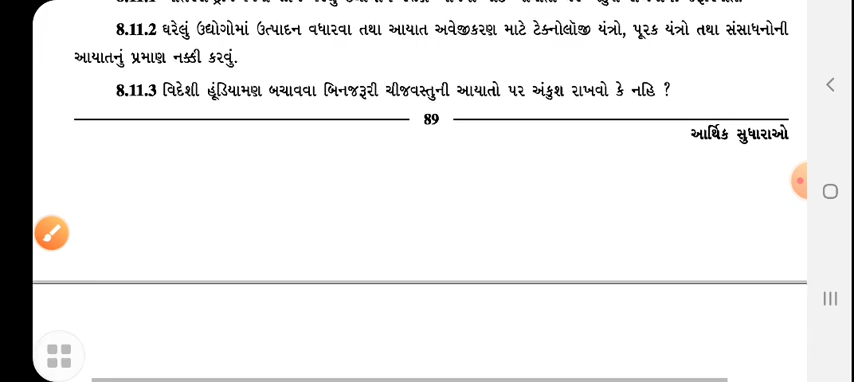 8.11.2 ઘરેલું ઉદ્યોગોમાં ઉત્પાદન વધારવા તથા આયાત અવેજીકરણ માટે ટેક્નોલૉજી યંત્રો, પૂરક યંત્રો તથા સંસાધનોની
આયાતનું પ્રમાણ નક્કી કરવું.
8.11.3 વિદેશી હૂંડિયામણ બચાવવા બિનજરૂરી ચીજવસ્તુની આયાતો પર અંકુશ રાખવો કે નહિ ?
89
આર્થિક સુધારાઓ